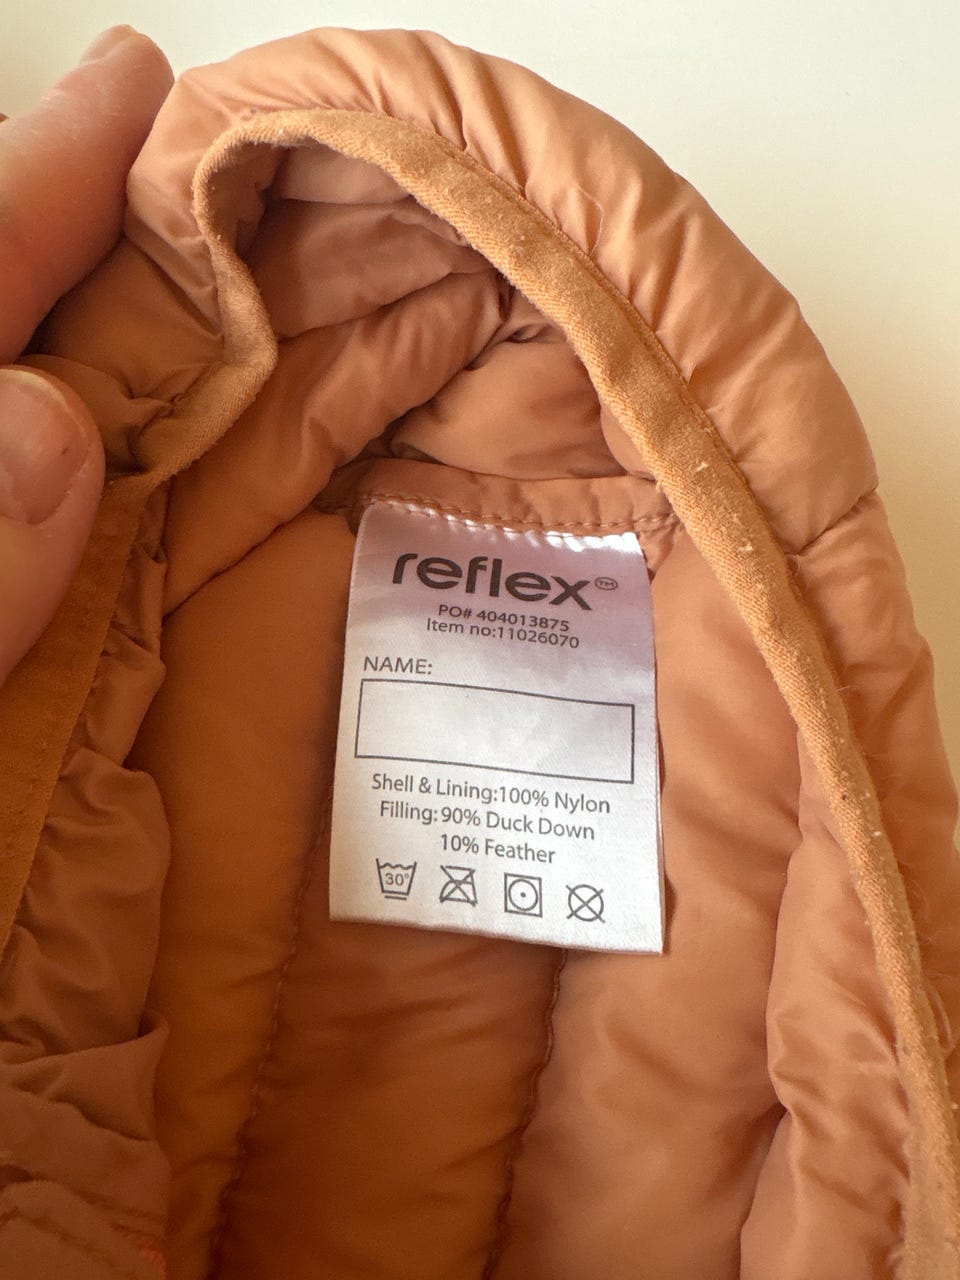 reflex™
PO# 404013875
Item no:11026070
NAME:
Shell & Lining:100% Nylon
Filling: 90% Duck Down
10% Feather
30°